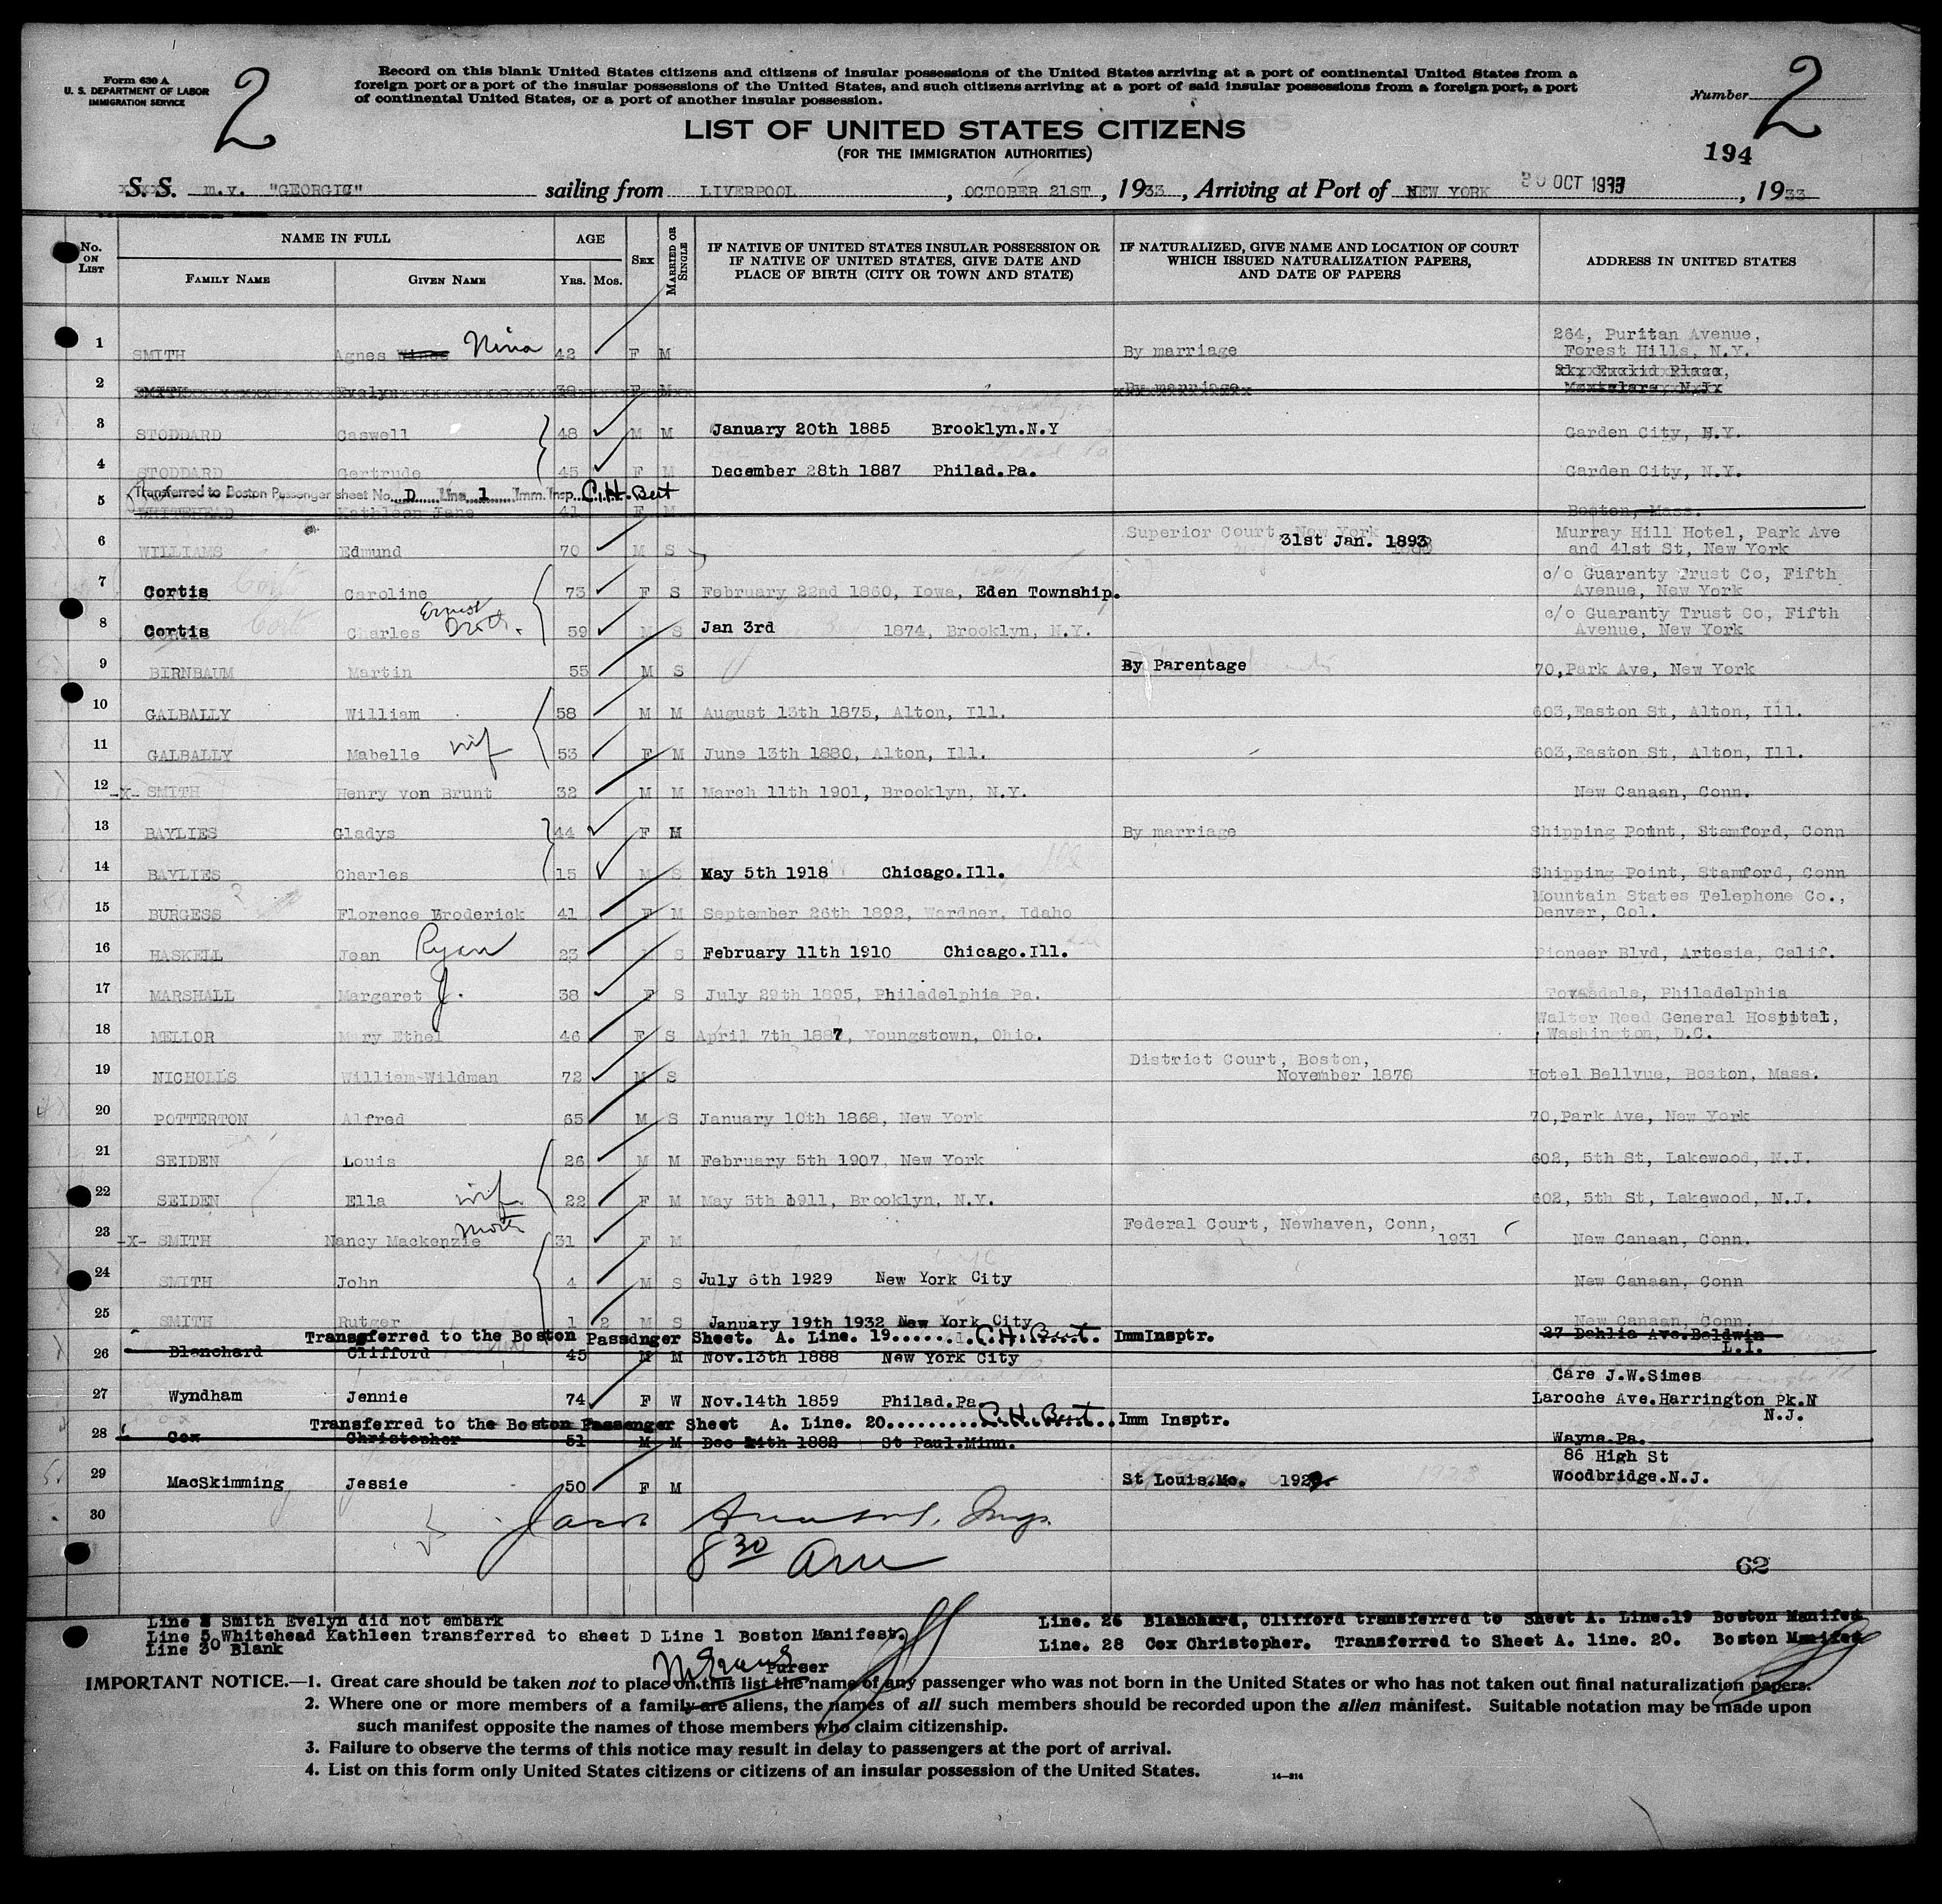 Form 630 A
U. S. DEPARTMENT OF LABOR
IMMIGRATION SERVICE
2
Record on this blank United States citizens and citizens of insular possessions of the United States arriving at a port of continental United States from a
foreign port or a port of the insular possessions of the United States, and such citizens arriving at a port of said insular possessions from a foreign port, a port
of continental United States, or a port of another insular possession.
Number 2
LIST OF UNITED STATES CITIZENS
(FOR THE IMMIGRATION AUTHORITIES)
194
S. S. m.v. "GEORGIC" sailing from LIVERPOOL, OCTOBER 21ST, 1933, Arriving at Port of NEW YORK 30 OCT 1933, 1933
No. ON LIST NAME IN FULL AGE SEX MARRIED OR SINGLE IF NATIVE OF UNITED STATES INSULAR POSSESSION OR IF NATIVE OF UNITED STATES, GIVE DATE AND PLACE OF BIRTH (CITY OR TOWN AND STATE) IF NATURALIZED, GIVE NAME AND LOCATION OF COURT WHICH ISSUED NATURALIZATION PAPERS, AND DATE OF PAPERS ADDRESS IN UNITED STATES
FAMILY NAME GIVEN NAME YRS. MOS.
1 SMITH Agnes Nina 42 F M By marriage 264, Puritan Avenue, Forest Hills, N.Y.
2 SMITH Evelyn 38 F M By marriage Euclid Place,
3 STODDARD Caswell 48 M M January 20th 1885 Brooklyn.N.Y Garden City, N.Y.
4 STODDARD Gertrude 45 F M December 28th 1887 Philad.Pa. Garden City, N.Y.
Transferred to Boston Passenger sheet No. D Line 1 Imm. Insp. C.H. Bert
5 WHITEHEAD Kathleen Jane 41 F M Boston, Mass.
6 WILLIAMS Edmund 70 M S Superior Court, New York 31st Jan. 1893 Murray Hill Hotel, Park Ave and 41st St, New York
7 Cortis Caroline 73 F S February 22nd 1860, Iowa, Eden Township. c/o Guaranty Trust Co, Fifth Avenue, New York
8 Cortis Charles Ernest Broth. 59 M S Jan 3rd 1874, Brooklyn, N.Y. c/o Guaranty Trust Co, Fifth Avenue, New York
9 BIRNBAUM Martin 55 M S By Parentage 70, Park Ave, New York
10 GALBALLY William 58 M M August 13th 1875, Alton, Ill. 603, Easton St, Alton, Ill.
11 GALBALLY Mabelle wif 53 F M June 13th 1880, Alton, Ill. 603, Easton St, Alton, Ill.
12 -X- SMITH Henry von Brunt 32 M M March 11th 1901, Brooklyn, N.Y. New Canaan, Conn.
13 BAYLIES Gladys 44 F M By marriage Shipping Point, Stamford, Conn
14 BAYLIES Charles 15 M S May 5th 1918 Chicago.Ill. Shipping Point, Stamford, Conn
15 BURGESS Florence Broderick 41 F M September 26th 1892, Wardner, Idaho Mountain States Telephone Co., Denver, Col.
16 HASKELL Jean Ryan 23 S February 11th 1910 Chicago.Ill. Pioneer Blvd, Artesia, Calif.
17 MARSHALL Margaret J. 38 F S July 29th 1895, Philadelphia Pa. Philadelphia
18 MELLOR Mary Ethel 46 F S April 7th 1887, Youngstown, Ohio. Walter Reed General Hospital, Washington, D.C.
19 NICHOLLS William Wildman 72 M S District Court, Boston, November 1878 Hotel Bellvue, Boston, Mass.
20 POTTERTON Alfred 65 M S January 10th 1868, New York 70, Park Ave, New York
21 SEIDEN Louis 26 M M February 5th 1907, New York 602, 5th St, Lakewood, N.J.
22 SEIDEN Ella wif 22 F M May 5th 1911, Brooklyn, N.Y. 602, 5th St, Lakewood, N.J.
23 -X- SMITH Nancy Mackenzie moth 31 F M Federal Court, Newhaven, Conn, 1931 New Canaan, Conn.
24 SMITH John 4 M S July 6th 1929 New York City New Canaan, Conn
25 SMITH Rutger 1 2 M S January 19th 1932 New York City New Canaan, Conn
Transferred to the Boston Passdnger Sheet. A. Line. 19....... C.H. Bert. ImmInsptr.
26 Blanchard Clifford 45 M M Nov.13th 1888 New York City 27 Dahlia Ave.Baldwin L.I.
27 Wyndham Jennie 74 F W Nov.14th 1859 Philad.Pa Care J.W.Simes Laroche Ave.Harrington Pk.N N.J.
Transferred to the Boston Passenger Sheet A. Line. 20.......... C.H. Bert...Imm Insptr.
28 Cox Christopher 51 M M Dec 14th 1882 St Paul.Minn. Wayne.Pa.
29 MacSkimming Jessie 50 F M St Louis.Mo. 192 86 High St Woodbridge.N.J.
30
8 30 am
62
Line 2 Smith Evelyn did not embark
Line 5 Whitehead Kathleen transferred to sheet D Line 1 Boston Manifest
Line 30 Blank
Line. 26 Blanchard, Clifford transferred to Sheet A. Line.19 Boston Manifest
Line. 28 Cox Christopher. Transferred to Sheet A. line. 20. Boston Manifest
Purser
IMPORTANT NOTICE.—1. Great care should be taken not to place on this list the name of any passenger who was not born in the United States or who has not taken out final naturalization papers.
2. Where one or more members of a family are aliens, the names of all such members should be recorded upon the alien manifest. Suitable notation may be made upon
such manifest opposite the names of those members who claim citizenship.
3. Failure to observe the terms of this notice may result in delay to passengers at the port of arrival.
4. List on this form only United States citizens or citizens of an insular possession of the United States.
14—214